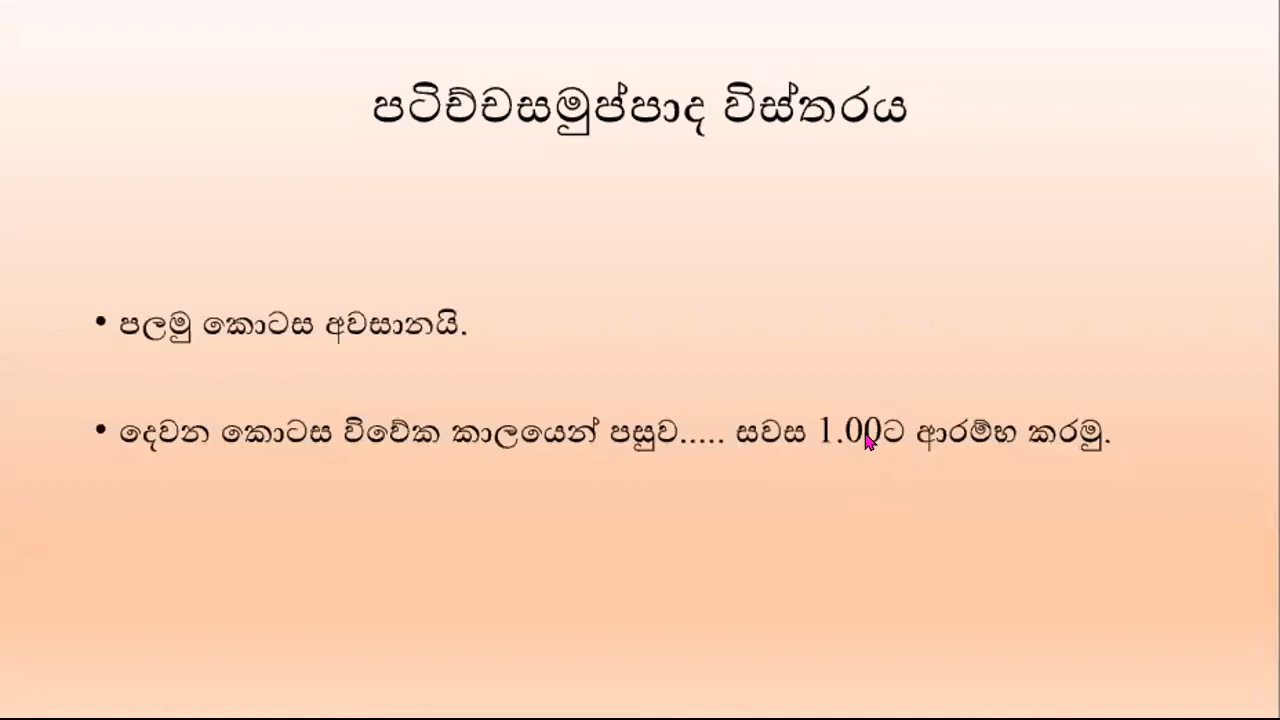 පටිච්චසමුප්පාද විස්තරය
• පලමු කොටස අවසානයි.
• දෙවන කොටස විවේක කාලයෙන් පසුව..... සවස 1.00ට ආරම්භ කරමු.